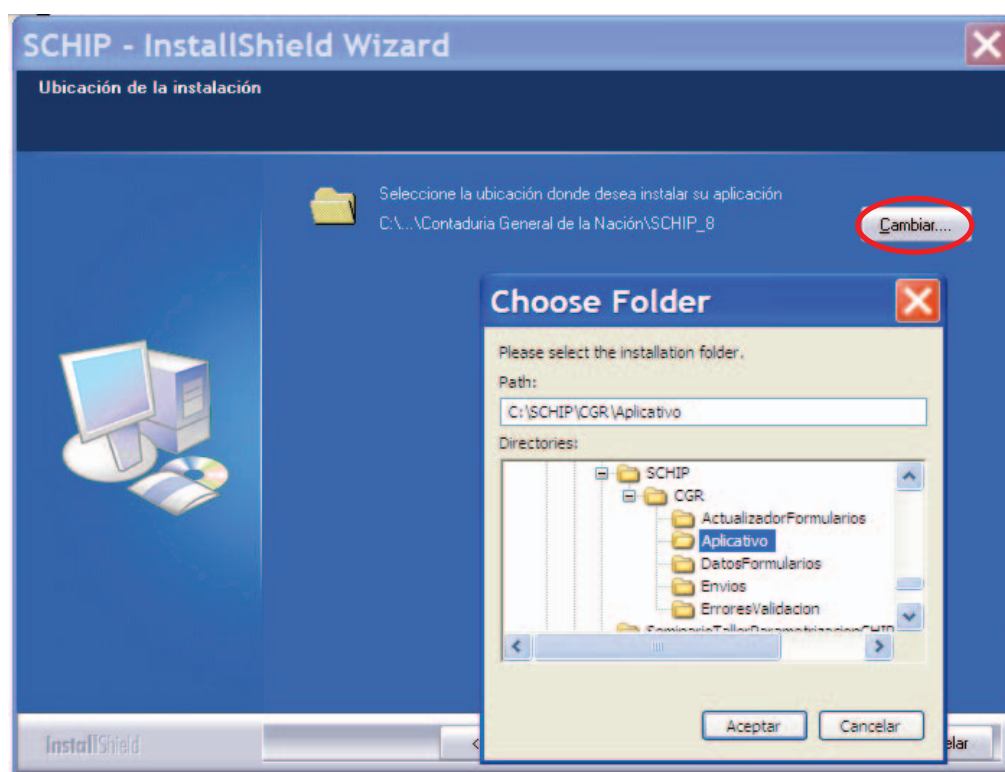 SCHIP - InstallShield Wizard
Ubicación de la instalación
Seleccione la ubicación donde desea instalar su aplicación
C:\...\Contaduria General de la Nación\SCHIP_8
Cambiar....
Choose Folder
Please select the installation folder.
Path:
C:\SCHIP\CGR\Aplicativo
Directories:
SCHIP
CGR
ActualizadorFormularios
Aplicativo
DatosFormularios
Envios
ErroresValidacion
SeminarioTallerParametrizacionCHIP
Aceptar
Cancelar
InstallShield
<
elar